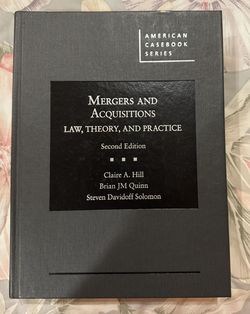 AMERICAN
CASEBOOK
SERIES
MERGERS AND
ACQUISITIONS
LAW, THEORY, AND PRACTICE
Second Edition
Claire A. Hill
Brian JM Quinn
Steven Davidoff Solomon